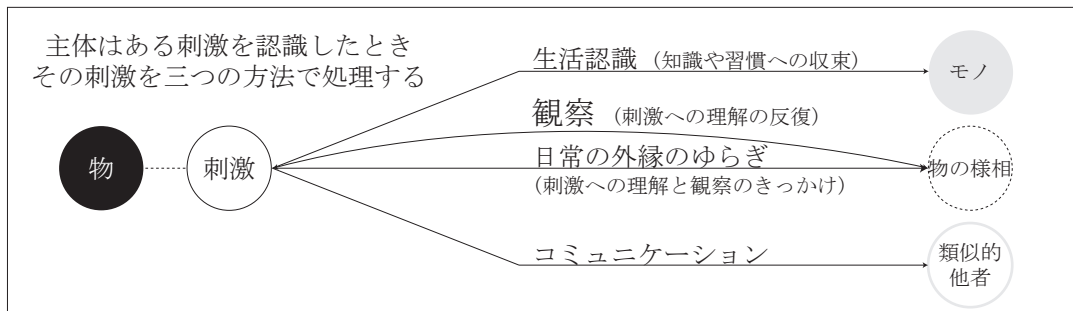 主体はある刺激を認識したとき
その刺激を三つの方法で処理する
物
刺激
生活認識（知識や習慣への収束）
モノ
観察（刺激への理解の反復）
日常の外縁のゆらぎ
(刺激への理解と観察のきっかけ)
物の様相
コミュニケーション
類似的
他者